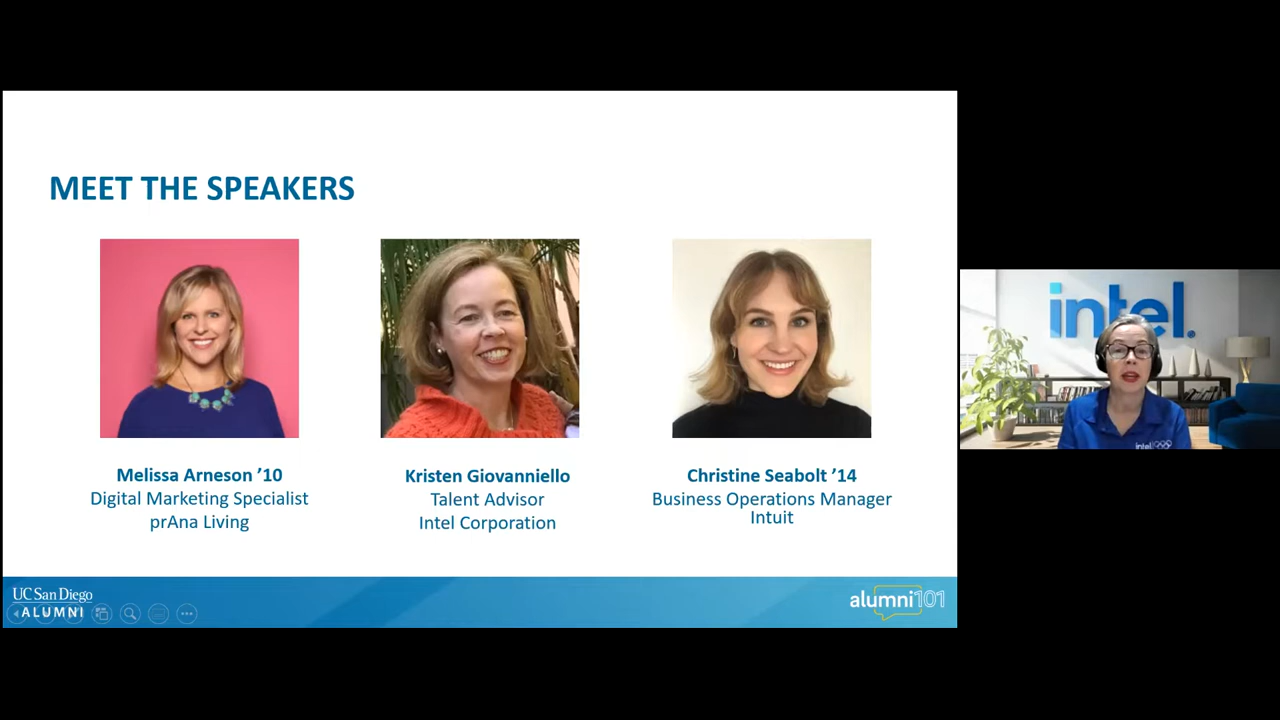 MEET THE SPEAKERS
Melissa Arneson ’10
Digital Marketing Specialist
prAna Living
Kristen Giovanniello
Talent Advisor
Intel Corporation
Christine Seabolt ’14
Business Operations Manager
Intuit
UC San Diego
ALUMNI
alumni101
intel.
intel